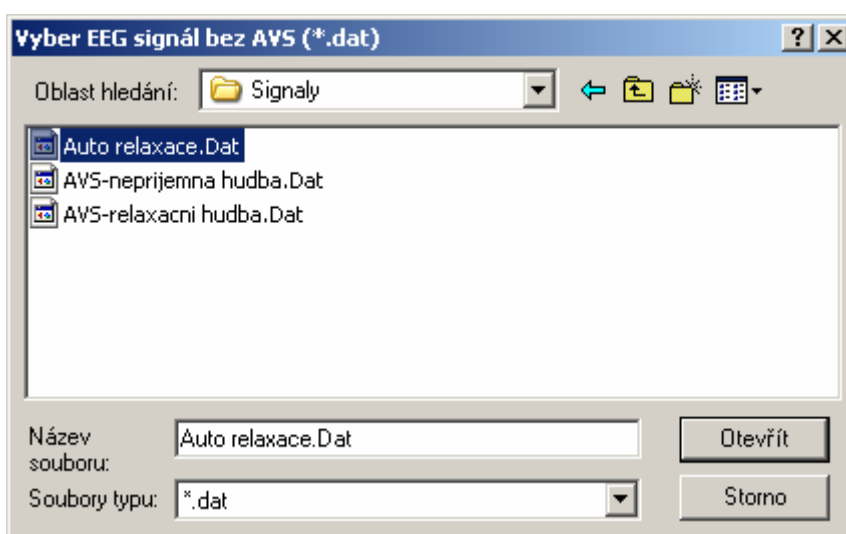 Vyber EEG signál bez AVS (*.dat)
Oblast hledání: Signaly
Auto relaxace.Dat
AVS-neprijemna hudba.Dat
AVS-relaxacni hudba.Dat
Název souboru: Auto relaxace.Dat Otevřít
Soubory typu: *.dat Storno